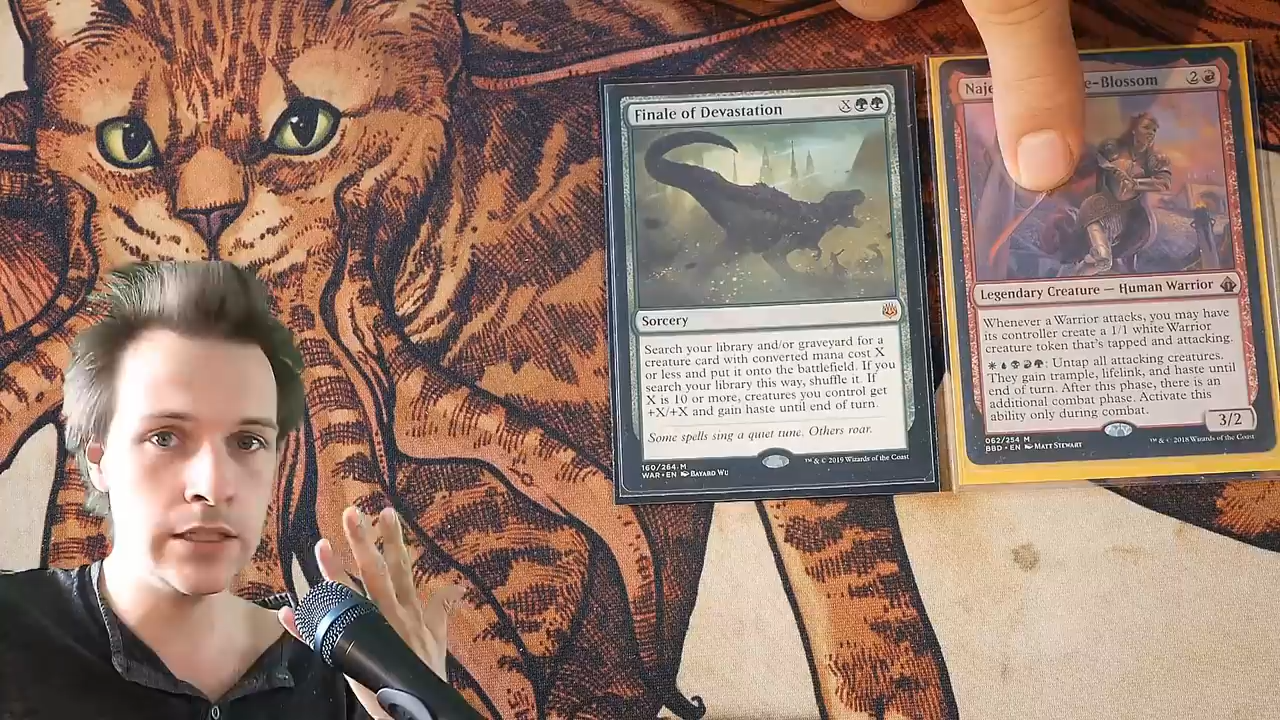 Finale of Devastation X
Sorcery
Search your library and/or graveyard for a
creature card with converted mana cost X
or less and put it onto the battlefield. If you
search your library this way, shuffle it. If
X is 10 or more, creatures you control get
+X/+X and gain haste until end of turn.
Some spells sing a quiet tune. Others roar.
160/264 M
WAR • EN BAYARD WU
™ & © 2019 Wizards of the Coast
-Blossom 2
Legendary Creature — Human Warrior
Whenever a Warrior attacks, you may have
its controller create a 1/1 white Warrior
creature token that's tapped and attacking.
: Untap all attacking creatures.
They gain trample, lifelink, and haste until
end of turn. After this phase, there is an
additional combat phase. Activate this
ability only during combat.
3/2
062/254 M
BBD • EN MATT STEWART
™ & © 2018 Wizards of the Coast